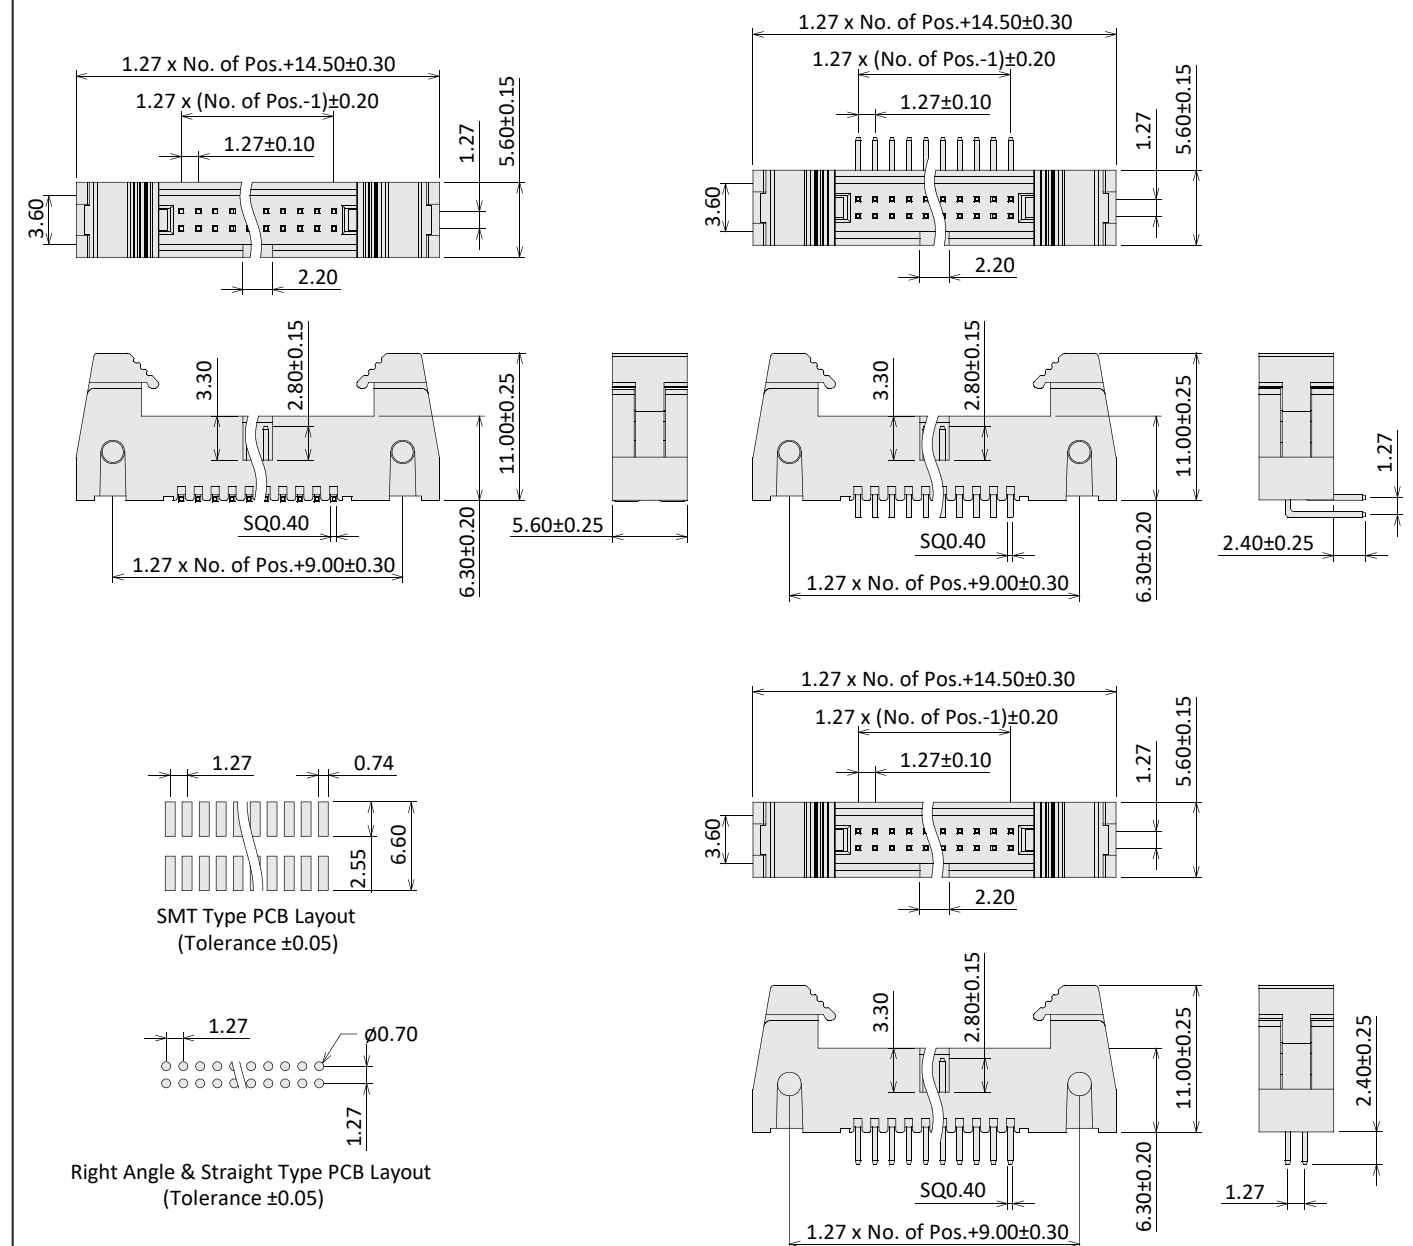 1.27 x No. of Pos.+14.50±0.30
1.27 x (No. of Pos.-1)±0.20
1.27±0.10
1.27
5.60±0.15
3.60
2.20
3.30
2.80±0.15
11.00±0.25
SQ0.40
6.30±0.20
5.60±0.25
1.27 x No. of Pos.+9.00±0.30
1.27 x No. of Pos.+14.50±0.30
1.27 x (No. of Pos.-1)±0.20
1.27±0.10
1.27
5.60±0.15
3.60
2.20
3.30
2.80±0.15
11.00±0.25
1.27
SQ0.40
6.30±0.20
2.40±0.25
1.27 x No. of Pos.+9.00±0.30
1.27
0.74
2.55
6.60
SMT Type PCB Layout
(Tolerance ±0.05)
1.27
ø0.70
1.27
Right Angle & Straight Type PCB Layout
(Tolerance ±0.05)
1.27 x No. of Pos.+14.50±0.30
1.27 x (No. of Pos.-1)±0.20
1.27±0.10
1.27
5.60±0.15
3.60
2.20
3.30
2.80±0.15
11.00±0.25
2.40±0.25
SQ0.40
6.30±0.20
1.27
1.27 x No. of Pos.+9.00±0.30